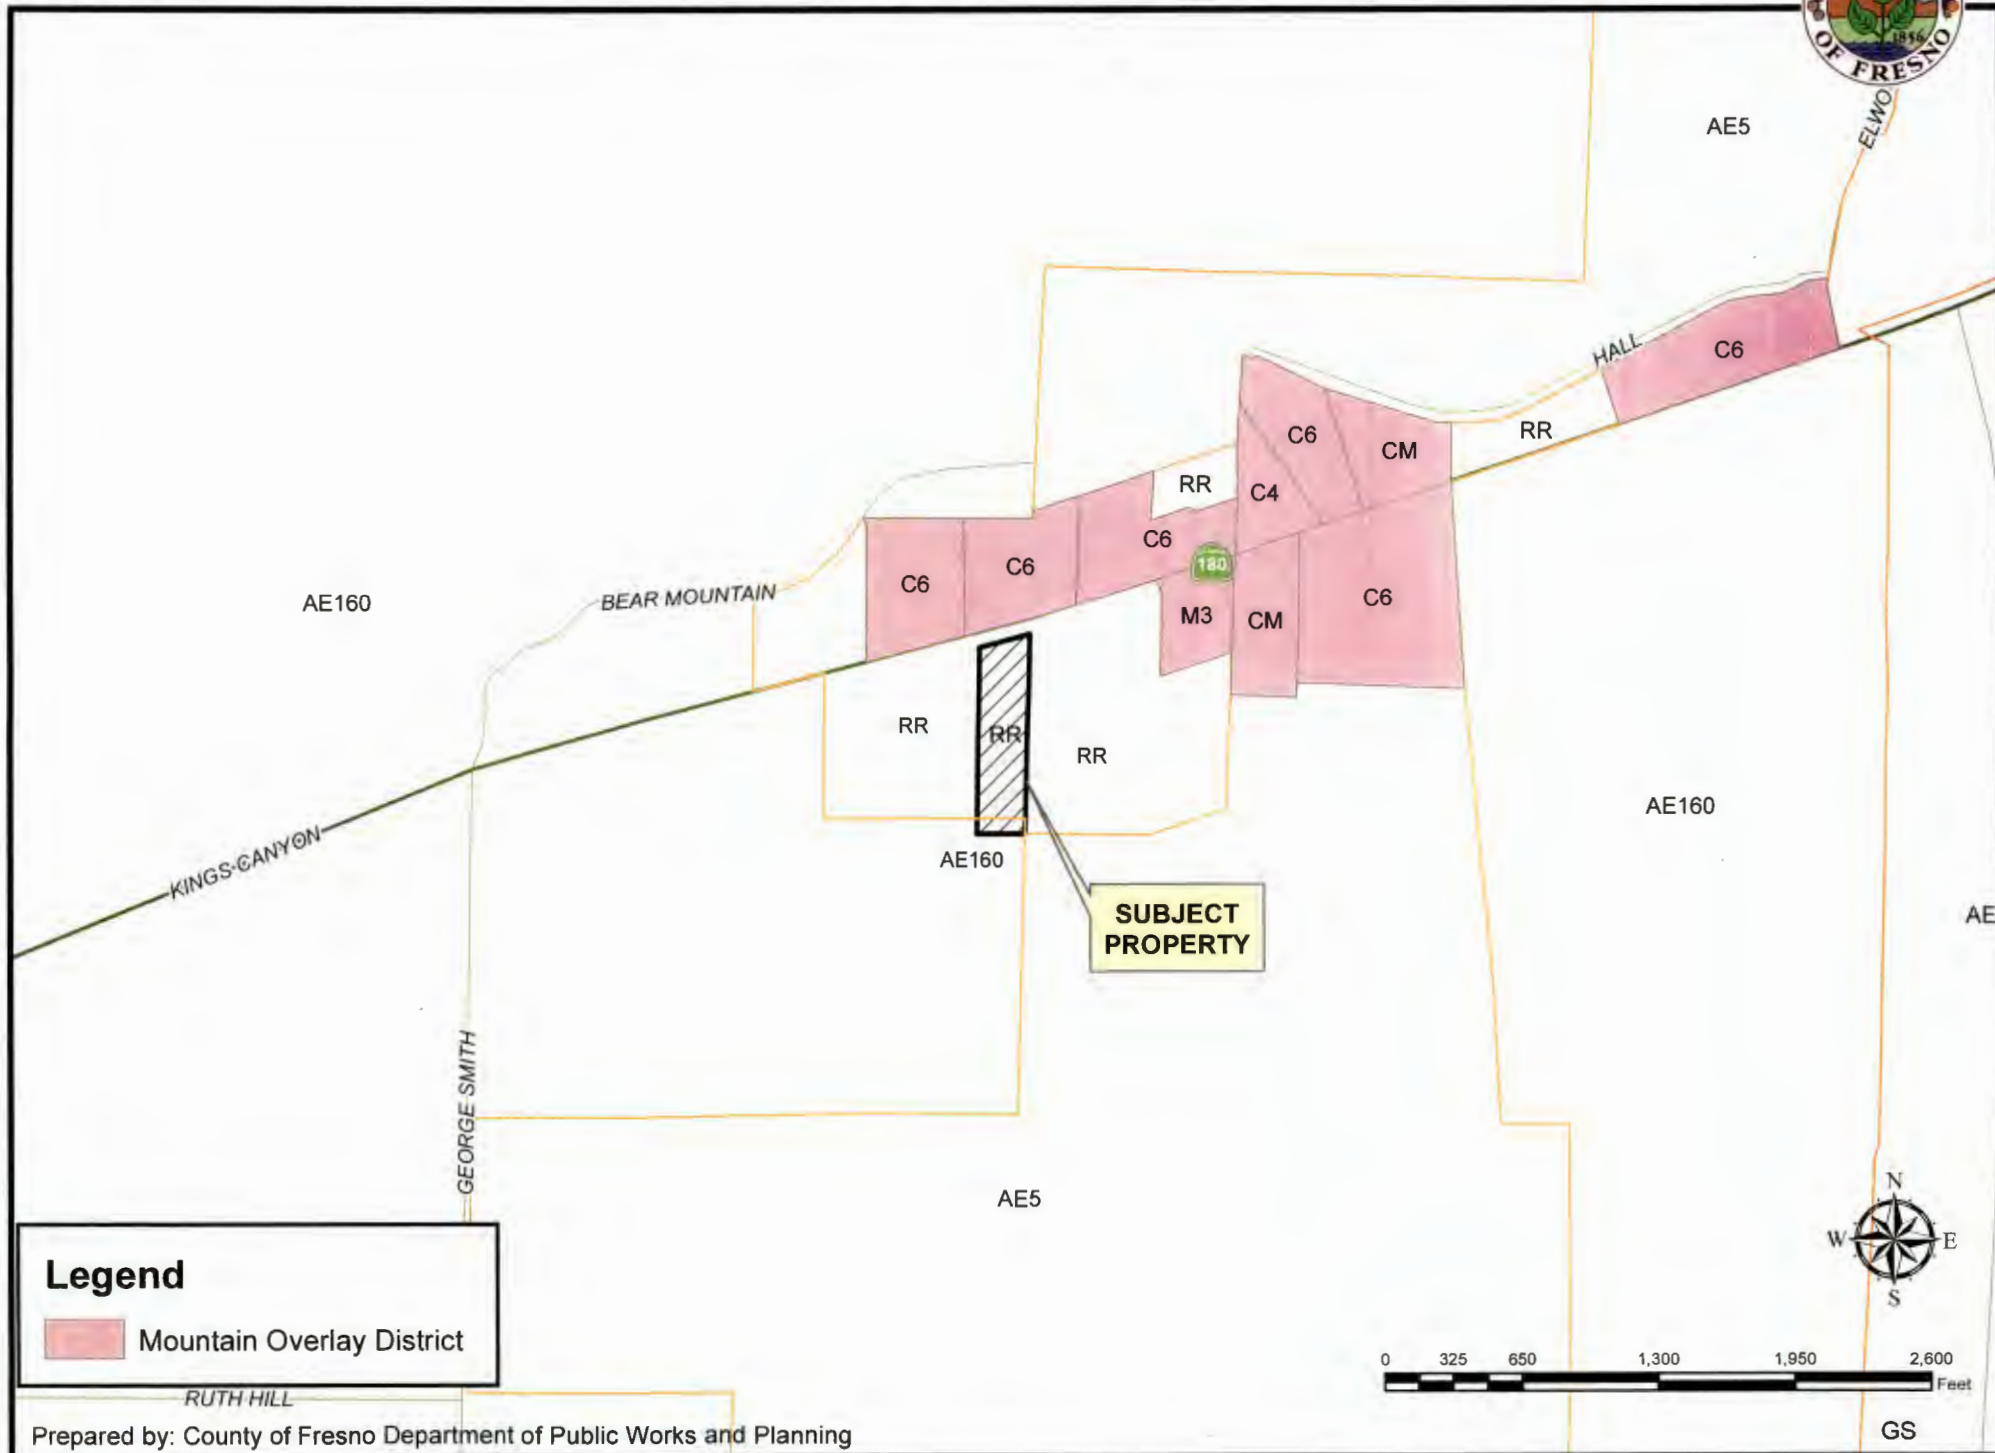 1856
OF FRESNO
AE5
ELWO
HALL
C6
RR
C6
CM
RR
C4
C6
180
C6
C6
BEAR MOUNTAIN
AE160
M3
CM
C6
RR
RR
RR
AE160
KINGS CANYON
AE160
SUBJECT
PROPERTY
AE
GEORGE SMITH
AE5
N
W
E
S
Legend
Mountain Overlay District
0 325 650 1,300 1,950 2,600
Feet
RUTH HILL
GS
Prepared by: County of Fresno Department of Public Works and Planning